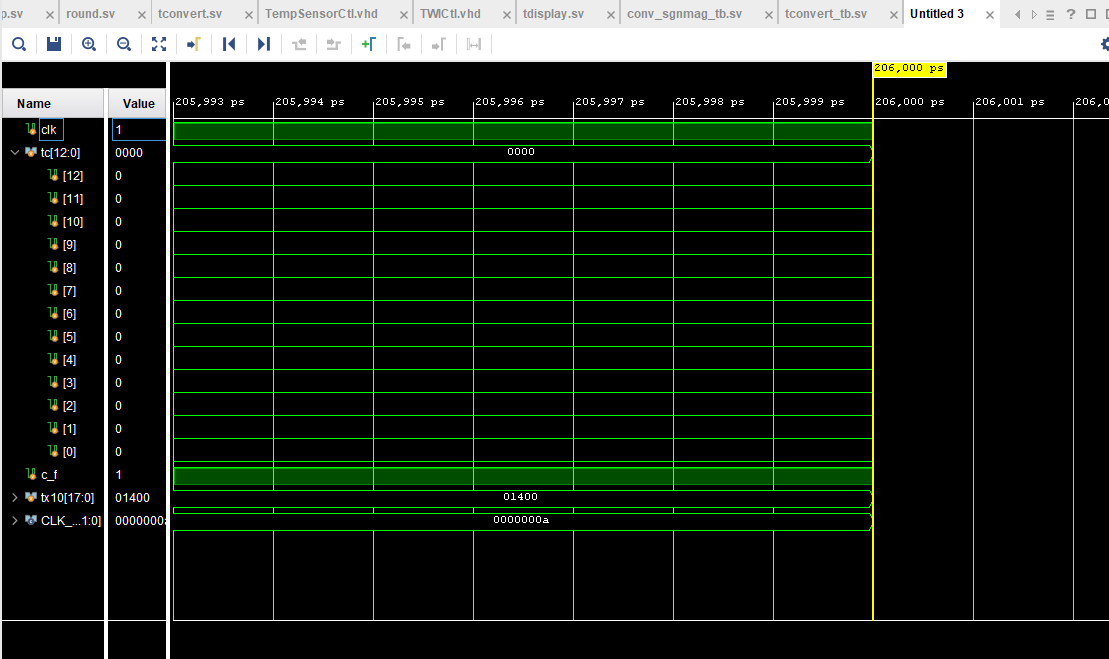 p.sv round.sv tconvert.sv TempSensorCtl.vhd TWICtl.vhd tdisplay.sv conv_sgnmag_tb.sv tconvert_tb.sv Untitled 3
206,000 ps
Name Value
205,993 ps 205,994 ps 205,995 ps 205,996 ps 205,997 ps 205,998 ps 205,999 ps 206,000 ps 206,001 ps 206,0
clk 1
tc[12:0] 0000 0000
[12] 0
[11] 0
[10] 0
[9] 0
[8] 0
[7] 0
[6] 0
[5] 0
[4] 0
[3] 0
[2] 0
[1] 0
[0] 0
c_f 1
tx10[17:0] 01400 01400
CLK_...1:0] 0000000a 0000000a